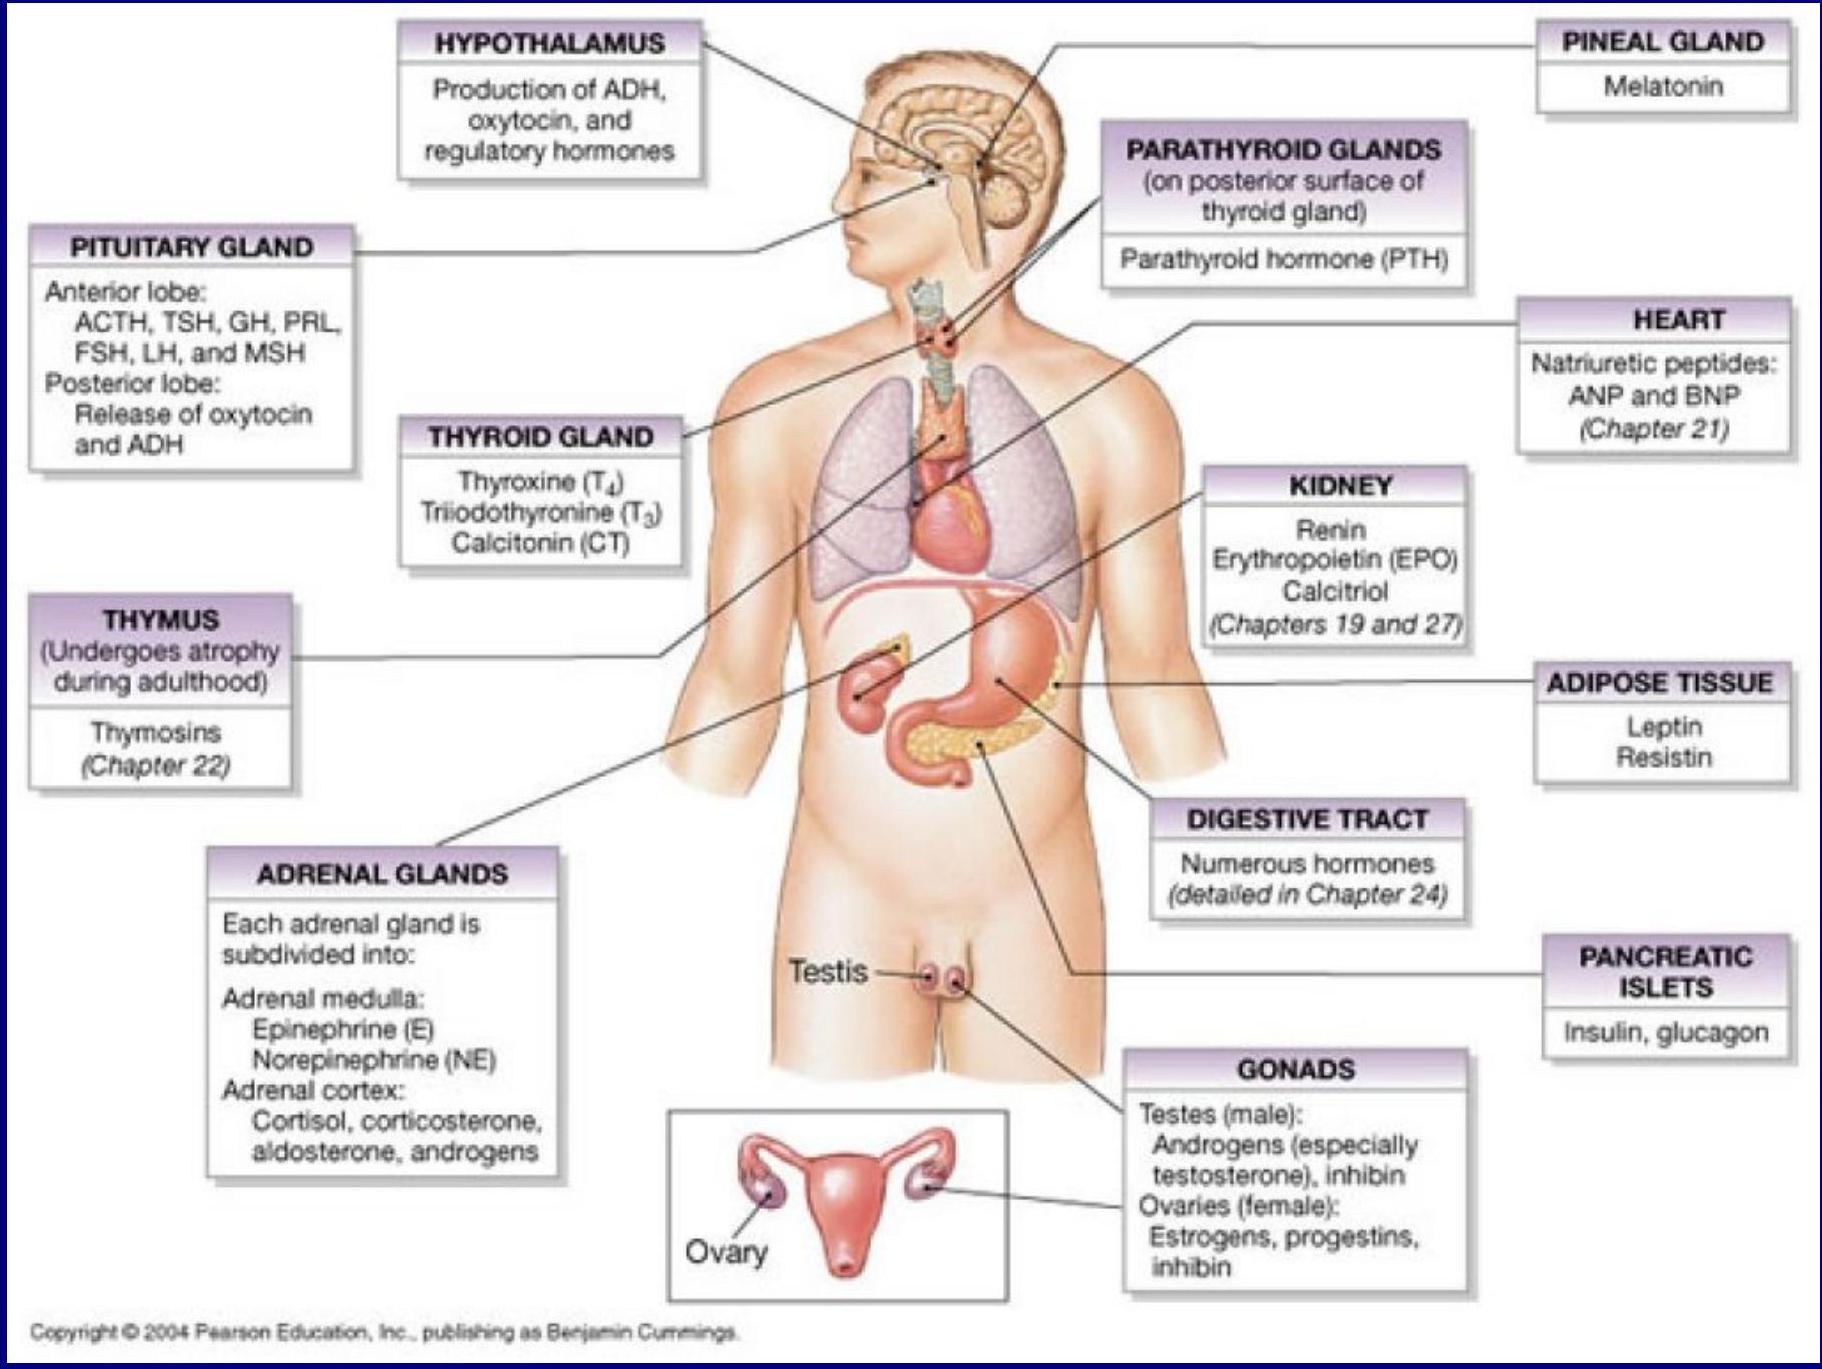 HYPOTHALAMUS
Production of ADH,
oxytocin, and
regulatory hormones
PINEAL GLAND
Melatonin
PARATHYROID GLANDS
(on posterior surface of
thyroid gland)
Parathyroid hormone (PTH)
PITUITARY GLAND
Anterior lobe:
ACTH, TSH, GH, PRL,
FSH, LH, and MSH
Posterior lobe:
Release of oxytocin
and ADH
HEART
Natriuretic peptides:
ANP and BNP
(Chapter 21)
THYROID GLAND
Thyroxine (T₄)
Triiodothyronine (T₃)
Calcitonin (CT)
KIDNEY
Renin
Erythropoietin (EPO)
Calcitriol
(Chapters 19 and 27)
THYMUS
(Undergoes atrophy
during adulthood)
Thymosins
(Chapter 22)
ADIPOSE TISSUE
Leptin
Resistin
DIGESTIVE TRACT
Numerous hormones
(detailed in Chapter 24)
ADRENAL GLANDS
Each adrenal gland is
subdivided into:
Adrenal medulla:
Epinephrine (E)
Norepinephrine (NE)
Adrenal cortex:
Cortisol, corticosterone,
aldosterone, androgens
Testis
PANCREATIC
ISLETS
Insulin, glucagon
GONADS
Testes (male):
Androgens (especially
testosterone), inhibin
Ovaries (female):
Estrogens, progestins,
inhibin
Ovary
Copyright © 2004 Pearson Education, Inc., publishing as Benjamin Cummings.